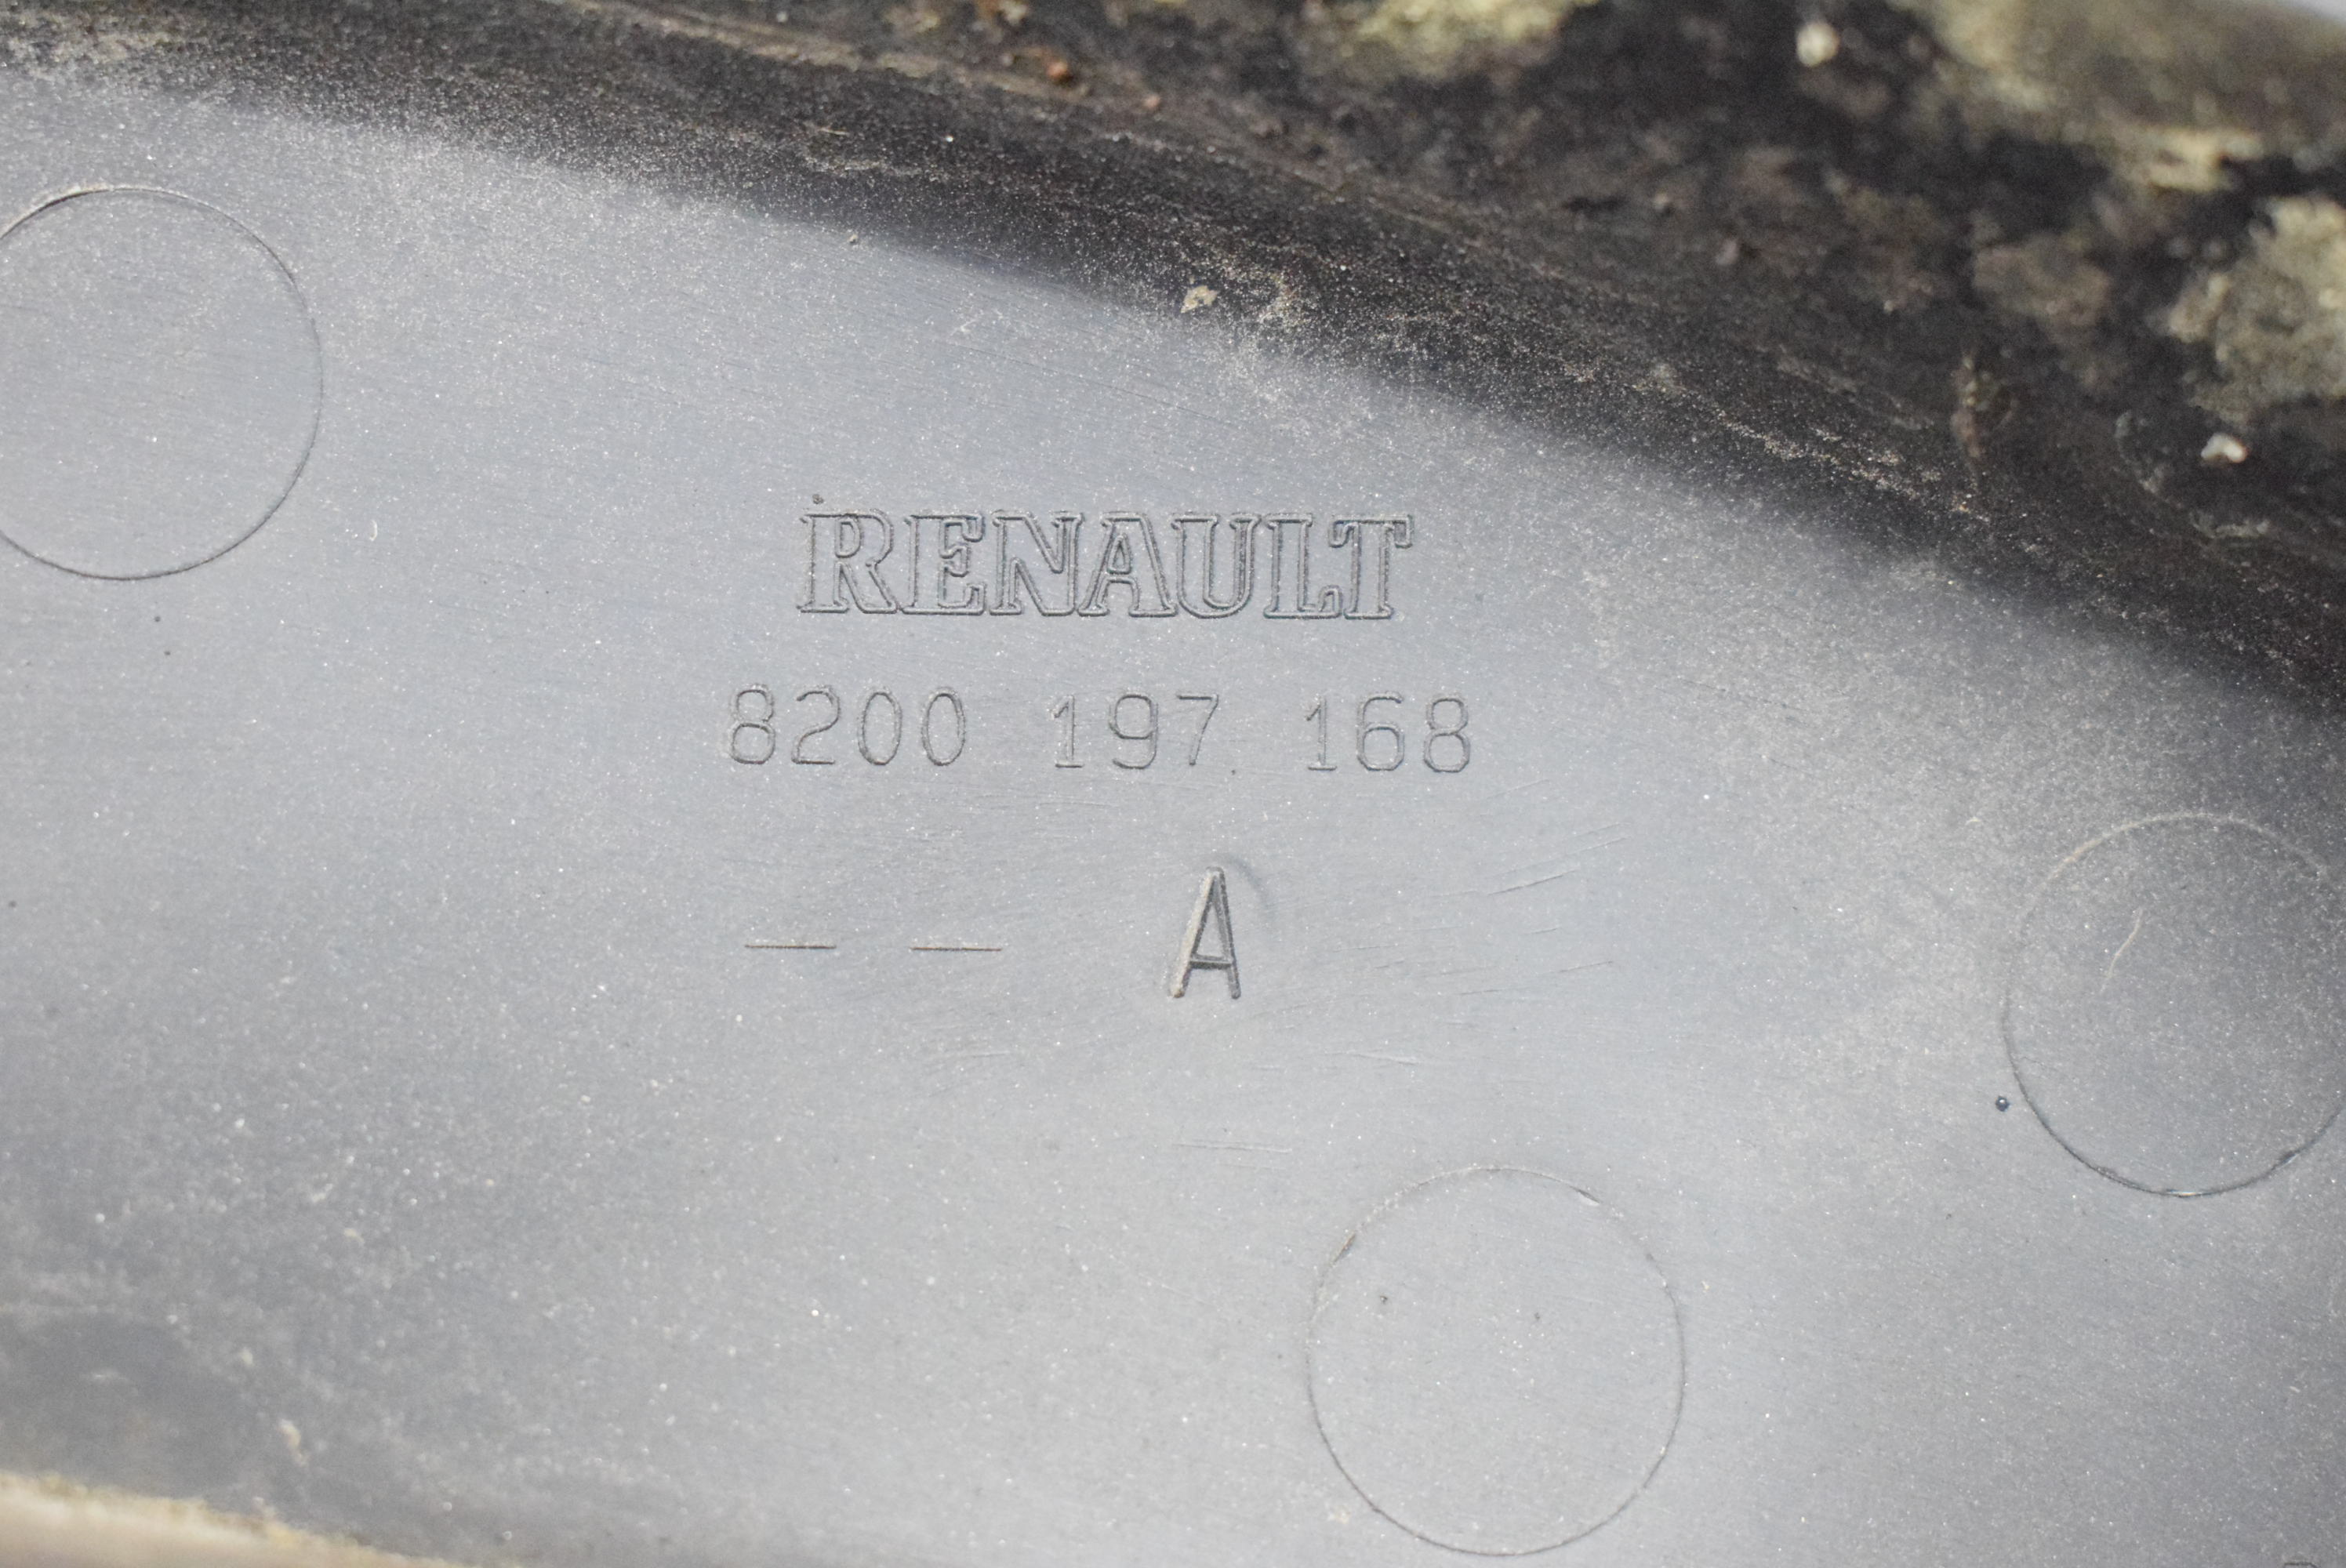 RENAULT
8200 197 168
— — A